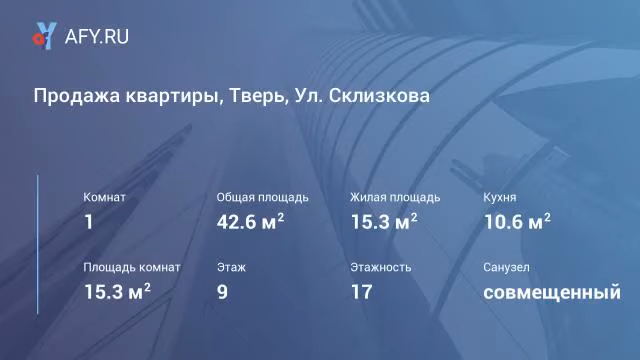 AFY.RU
Продажа квартиры, Тверь, Ул. Склизкова
Комнат
1
Общая площадь
42.6 м²
Жилая площадь
15.3 м²
Кухня
10.6 м²
Площадь комнат
15.3 м²
Этаж
9
Этажность
17
Санузел
совмещенный